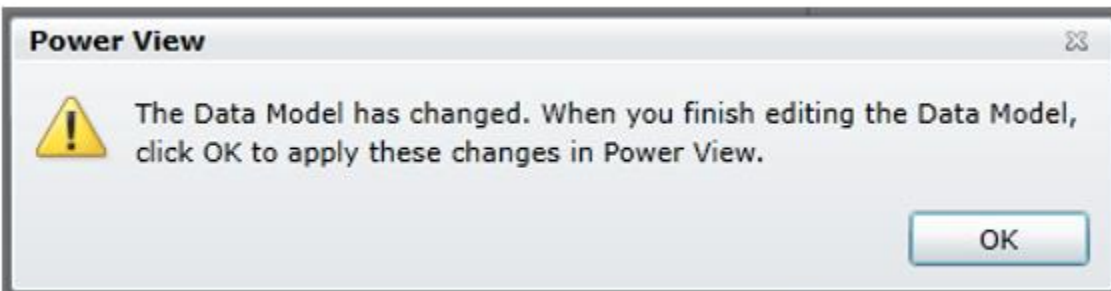 Power View
The Data Model has changed. When you finish editing the Data Model,
click OK to apply these changes in Power View.
OK